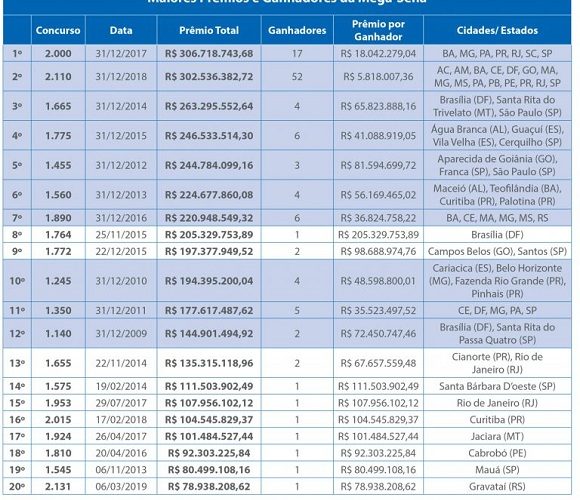 Maiores Prêmios e Ganhadores da Mega-Sena
Concurso Data Prêmio Total Ganhadores Prêmio por Ganhador Cidades/ Estados
1º 2.000 31/12/2017 R$ 306.718.743,68 17 R$ 18.042.279,04 BA, MG, PA, PR, RJ, SC, SP
2º 2.110 31/12/2018 R$ 302.536.382,72 52 R$ 5.818.007,36 AC, AM, BA, CE, DF, GO, MA,
MG, MS, PA, PB, PE, PR, RJ, SP
3º 1.665 31/12/2014 R$ 263.295.552,64 4 R$ 65.823.888,16 Brasília (DF), Santa Rita do
Trivelato (MT), São Paulo (SP)
4º 1.775 31/12/2015 R$ 246.533.514,30 6 R$ 41.088.919,05 Água Branca (AL), Guaçuí (ES),
Vila Velha (ES), Cerquilho (SP)
5º 1.455 31/12/2012 R$ 244.784.099,16 3 R$ 81.594.699,72 Aparecida de Goiânia (GO),
Franca (SP), São Paulo (SP)
6º 1.560 31/12/2013 R$ 224.677.860,08 4 R$ 56.169.465,02 Maceió (AL), Teofilândia (BA),
Curitiba (PR), Palotina (PR)
7º 1.890 31/12/2016 R$ 220.948.549,32 6 R$ 36.824.758,22 BA, CE, MA, MG, MS, RS
8º 1.764 25/11/2015 R$ 205.329.753,89 1 R$ 205.329.753,89 Brasília (DF)
9º 1.772 22/12/2015 R$ 197.377.949,52 2 R$ 98.688.974,76 Campos Belos (GO), Santos (SP)
10º 1.245 31/12/2010 R$ 194.395.200,04 4 R$ 48.598.800,01 Cariacica (ES), Belo Horizonte
(MG), Fazenda Rio Grande (PR),
Pinhais (PR)
11º 1.350 31/12/2011 R$ 177.617.487,62 5 R$ 35.523.497,52 CE, DF, MG, PA, SP
12º 1.140 31/12/2009 R$ 144.901.494,92 2 R$ 72.450.747,46 Brasília (DF), Santa Rita do
Passa Quatro (SP)
13º 1.655 22/11/2014 R$ 135.315.118,96 2 R$ 67.657.559,48 Cianorte (PR), Rio de
Janeiro (RJ)
14º 1.575 19/02/2014 R$ 111.503.902,49 1 R$ 111.503.902,49 Santa Bárbara D'oeste (SP)
15º 1.953 29/07/2017 R$ 107.956.102,12 1 R$ 107.956.102,12 Rio de Janeiro (RJ)
16º 2.015 17/02/2018 R$ 104.545.829,37 1 R$ 104.545.829,37 Curitiba (PR)
17º 1.924 26/04/2017 R$ 101.484.527,44 1 R$ 101.484.527,44 Jaciara (MT)
18º 1.810 20/04/2016 R$ 92.303.225,84 1 R$ 92.303.225,84 Cabrobó (PE)
19º 1.545 06/11/2013 R$ 80.499.108,16 1 R$ 80.499.108,16 Mauá (SP)
20º 2.131 06/03/2019 R$ 78.938.208,62 1 R$ 78.938.208,62 Gravataí (RS)